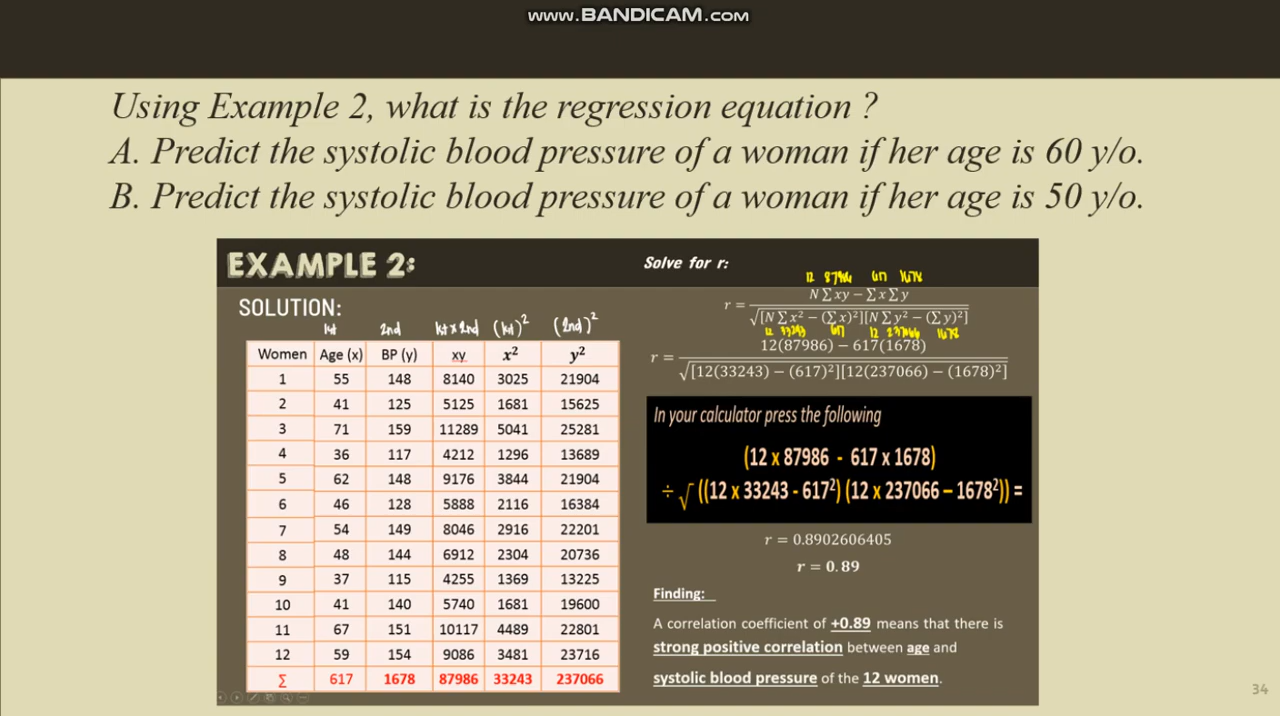 www.BANDICAM.com
Using Example 2, what is the regression equation ?
A. Predict the systolic blood pressure of a woman if her age is 60 y/o.
B. Predict the systolic blood pressure of a woman if her age is 50 y/o.
EXAMPLE 2:
SOLUTION:
1st 2nd 1st x 2nd (1st)² (2nd)²
Women Age (x) BP (y) xy x² y²
1 55 148 8140 3025 21904
2 41 125 5125 1681 15625
3 71 159 11289 5041 25281
4 36 117 4212 1296 13689
5 62 148 9176 3844 21904
6 46 128 5888 2116 16384
7 54 149 8046 2916 22201
8 48 144 6912 2304 20736
9 37 115 4255 1369 13225
10 41 140 5740 1681 19600
11 67 151 10117 4489 22801
12 59 154 9086 3481 23716
Σ 617 1678 87986 33243 237066
Solve for r:
12 87986 617 1678
r = N∑xy − ∑x∑y / √[N∑x² − (∑x)²][N∑y² − (∑y)²]
12 33243 617 12 237066 1678
r = 12(87986) − 617(1678) / √[12(33243) − (617)²][12(237066) − (1678)²]
In your calculator press the following
(12 x 87986 - 617 x 1678)
÷ √((12 x 33243 - 617²) (12 x 237066 – 1678²)) =
r = 0.8902606405
r = 0.89
Finding:
A correlation coefficient of +0.89 means that there is
strong positive correlation between age and
systolic blood pressure of the 12 women.
34